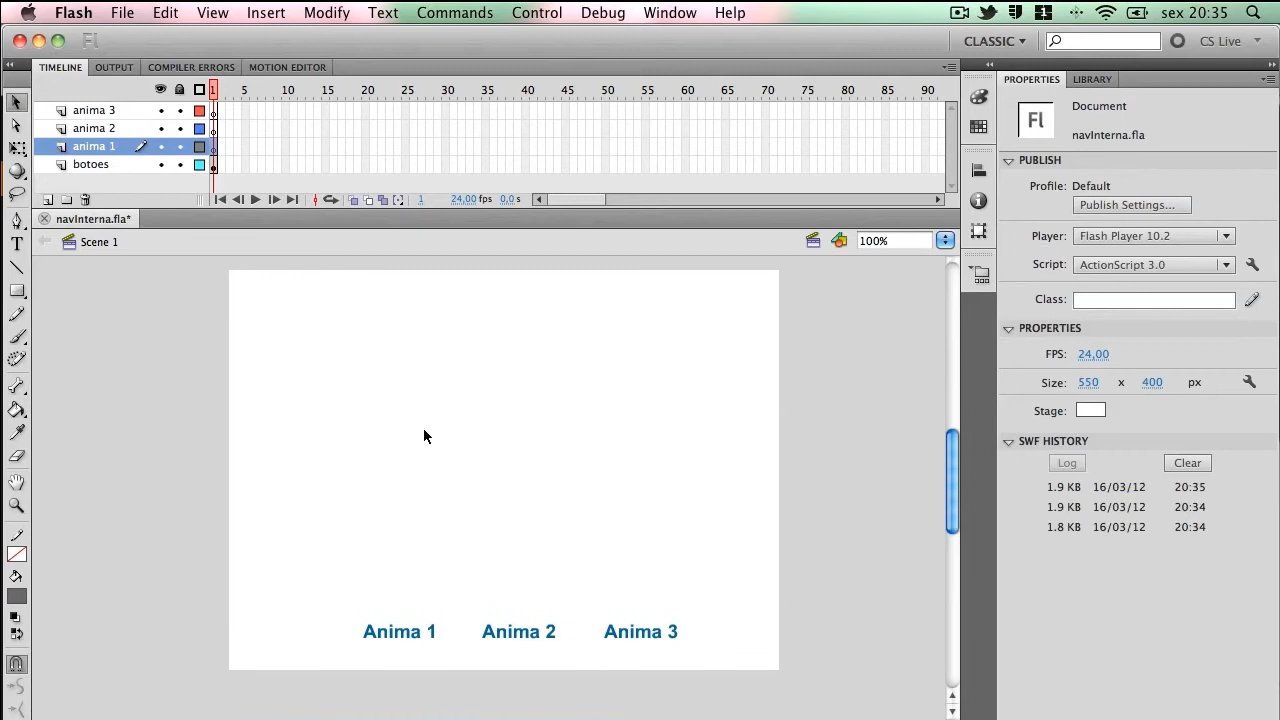 Flash File Edit View Insert Modify Text Commands Control Debug Window Help sex 20:35
Fl CLASSIC CS Live
TIMELINE OUTPUT COMPILER ERRORS MOTION EDITOR
1 5 10 15 20 25 30 35 40 45 50 55 60 65 70 75 80 85 90
anima 3
anima 2
anima 1
botoes
1 24,00 fps 0,0 s
navInterna.fla*
Scene 1 100%
Anima 1 Anima 2 Anima 3
PROPERTIES LIBRARY
Fl
Document
navInterna.fla
PUBLISH
Profile: Default
Publish Settings...
Player: Flash Player 10.2
Script: ActionScript 3.0
Class:
PROPERTIES
FPS: 24,00
Size: 550 x 400 px
Stage:
SWF HISTORY
Log Clear
1.9 KB 16/03/12 20:35
1.9 KB 16/03/12 20:34
1.8 KB 16/03/12 20:34